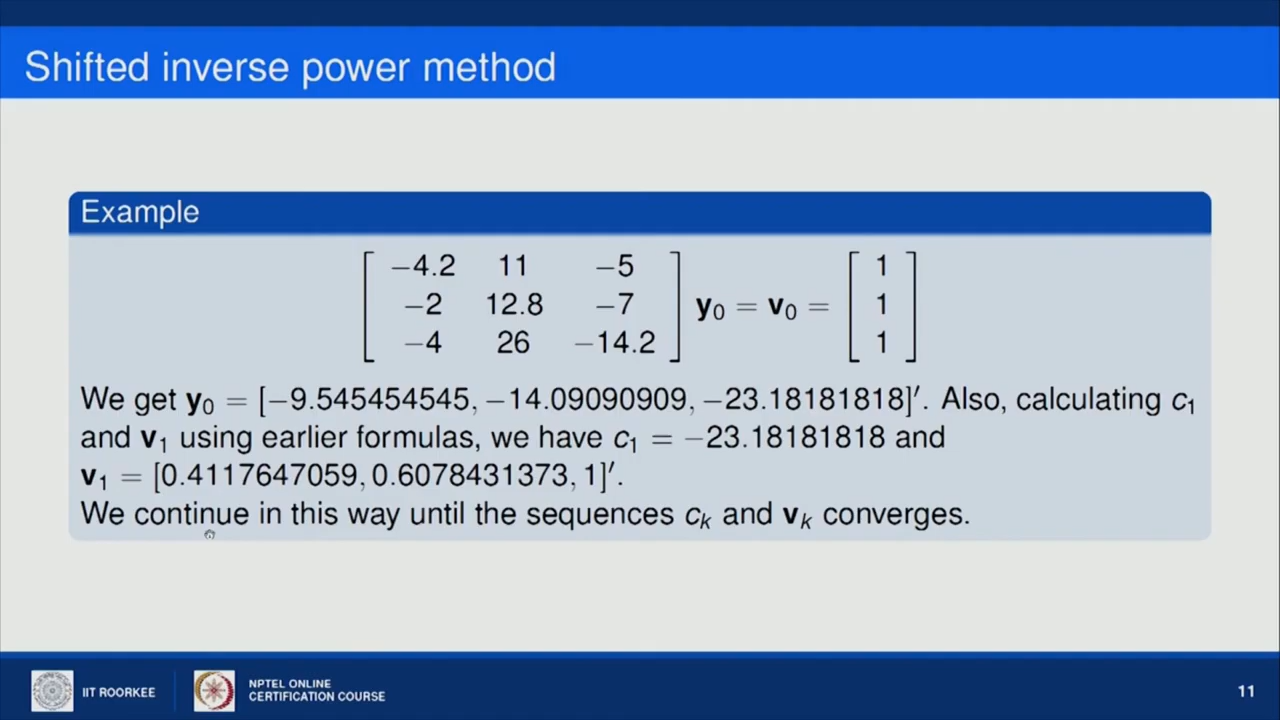 Shifted inverse power method
Example
[ −4.2 11 −5
−2 12.8 −7
−4 26 −14.2 ] y₀ = v₀ = [ 1
1
1 ]
We get y₀ = [−9.545454545, −14.09090909, −23.18181818]′. Also, calculating c₁
and v₁ using earlier formulas, we have c₁ = −23.18181818 and
v₁ = [0.4117647059, 0.6078431373, 1]′.
We continue in this way until the sequences cₖ and vₖ converges.
IIT ROORKEE
NPTEL ONLINE
CERTIFICATION COURSE
11